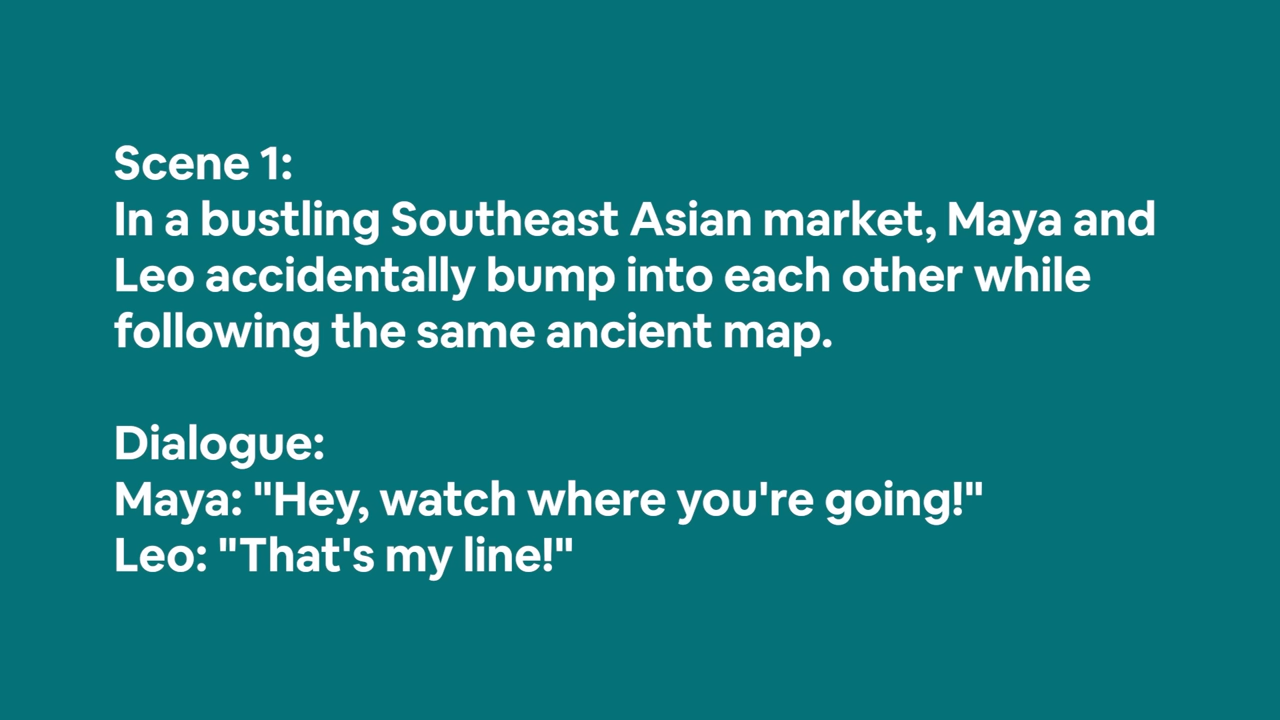 Scene 1:
In a bustling Southeast Asian market, Maya and
Leo accidentally bump into each other while
following the same ancient map.
Dialogue:
Maya: "Hey, watch where you're going!"
Leo: "That's my line!"